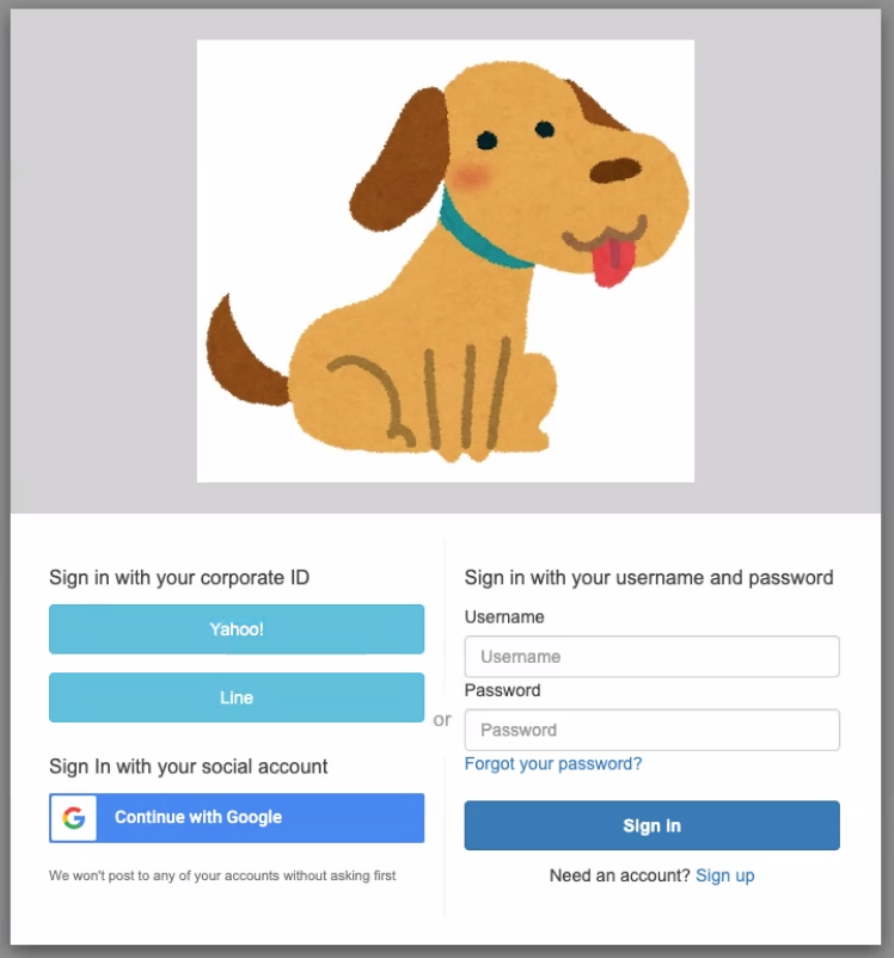 Sign in with your corporate ID
Yahoo!
Line
Sign In with your social account
Continue with Google
We won't post to any of your accounts without asking first
or
Sign in with your username and password
Username
Username
Password
Password
Forgot your password?
Sign in
Need an account? Sign up